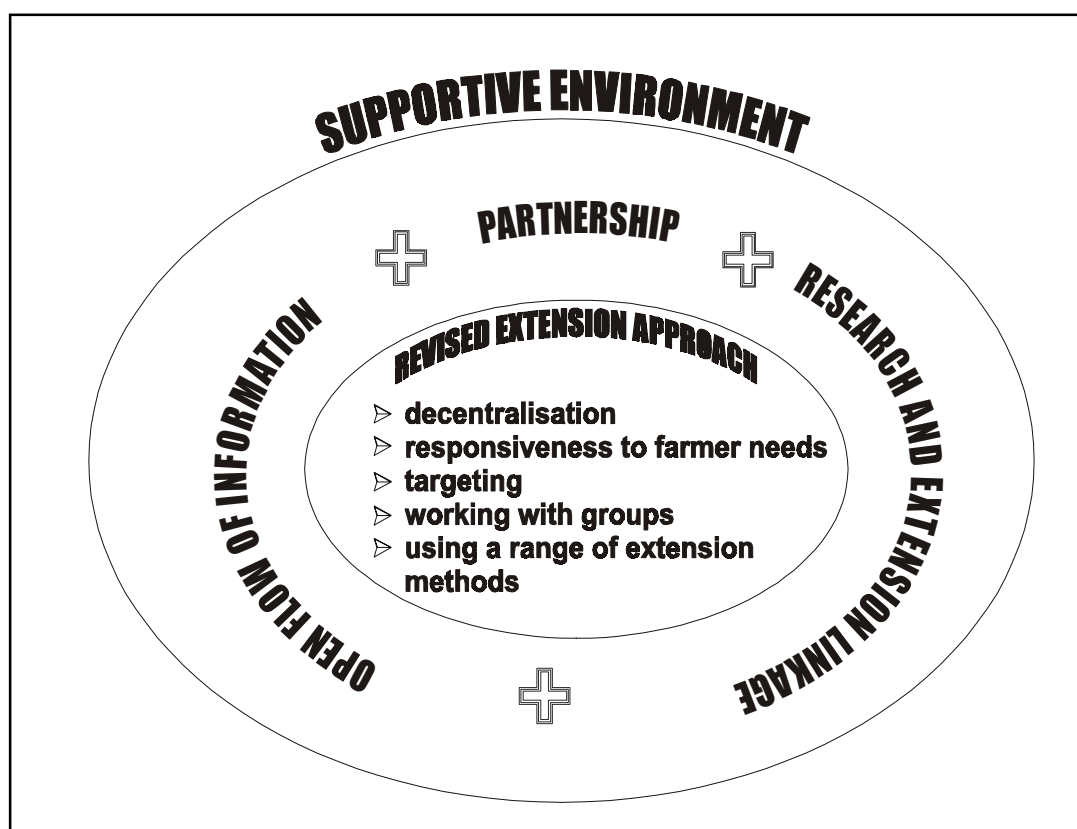 SUPPORTIVE ENVIRONMENT
PARTNERSHIP
OPEN FLOW OF INFORMATION
RESEARCH AND EXTENSION LINKAGE
REVISED EXTENSION APPROACH
➢ decentralisation
➢ responsiveness to farmer needs
➢ targeting
➢ working with groups
➢ using a range of extension
methods